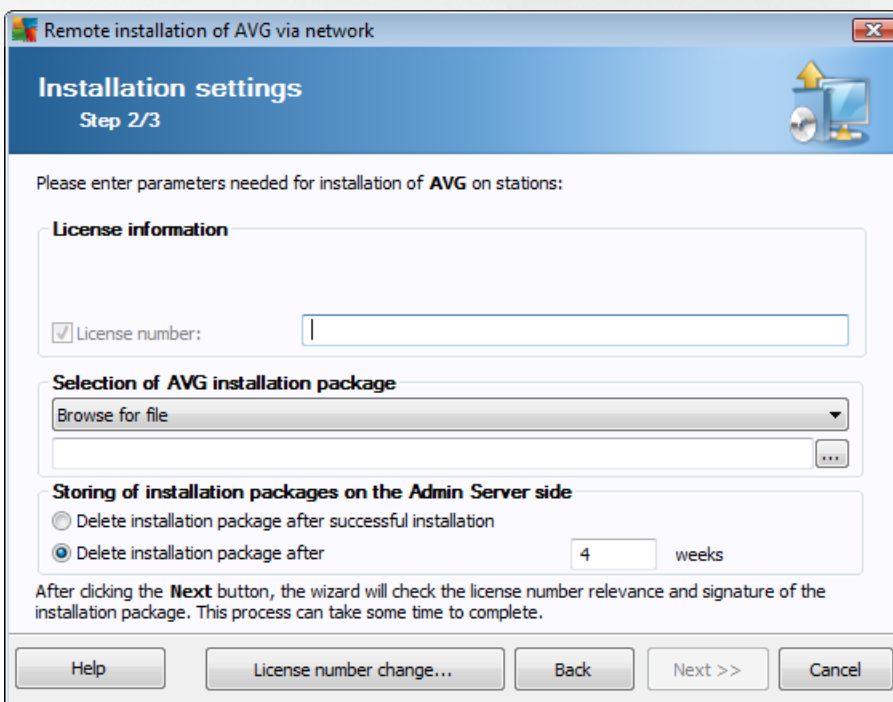 Remote installation of AVG via network
Installation settings
Step 2/3
Please enter parameters needed for installation of AVG on stations:
License information
License number:
Selection of AVG installation package
Browse for file
...
Storing of installation packages on the Admin Server side
Delete installation package after successful installation
Delete installation package after 4 weeks
After clicking the Next button, the wizard will check the license number relevance and signature of the
installation package. This process can take some time to complete.
Help License number change... Back Next >> Cancel